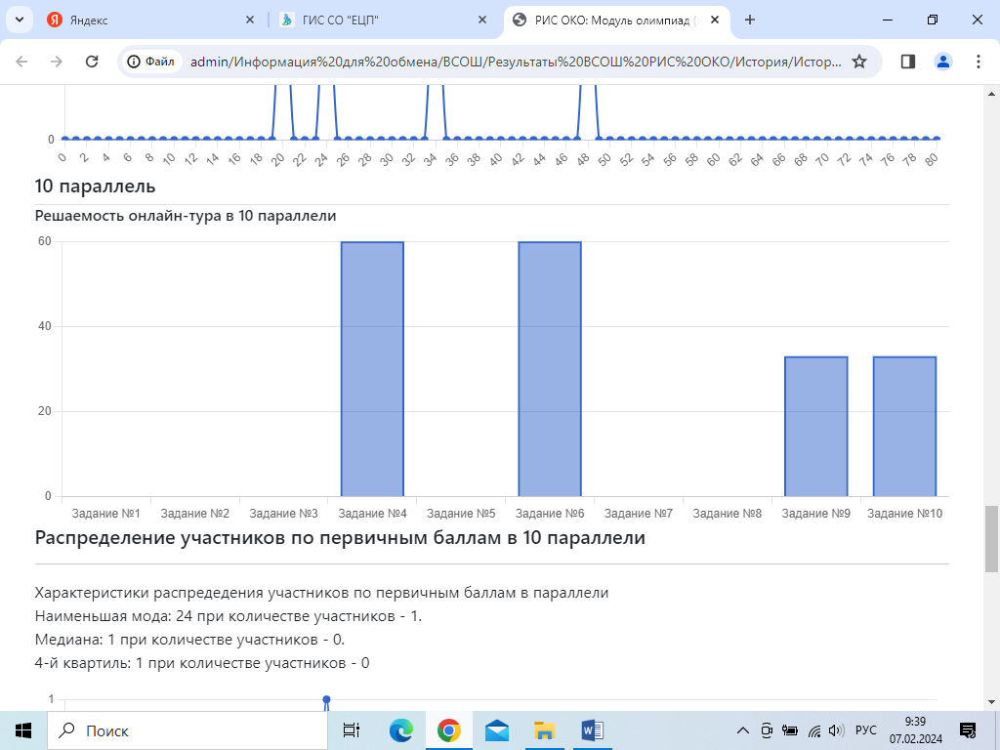 Яндекс
ГИС СО "ЕЦП"
РИС ОКО: Модуль олимпиад (
Файл
admin/Информация%20для%20обмена/ВСОШ/Результаты%20ВСОШ%20РИС%20ОКО/История/Истор...
0
0 2 4 6 8 10 12 14 16 18 20 22 24 26 28 30 32 34 36 38 40 42 44 46 48 50 52 54 56 58 60 62 64 66 68 70 72 74 76 78 80
10 параллель
Решаемость онлайн-тура в 10 параллели
60
40
20
0
Задание №1 Задание №2 Задание №3 Задание №4 Задание №5 Задание №6 Задание №7 Задание №8 Задание №9 Задание №10
Распределение участников по первичным баллам в 10 параллели
Характеристики распредедения участников по первичным баллам в параллели
Наименьшая мода: 24 при количестве участников - 1.
Медиана: 1 при количестве участников - 0.
4-й квартиль: 1 при количестве участников - 0
1
Поиск
РУС
9:39
07.02.2024